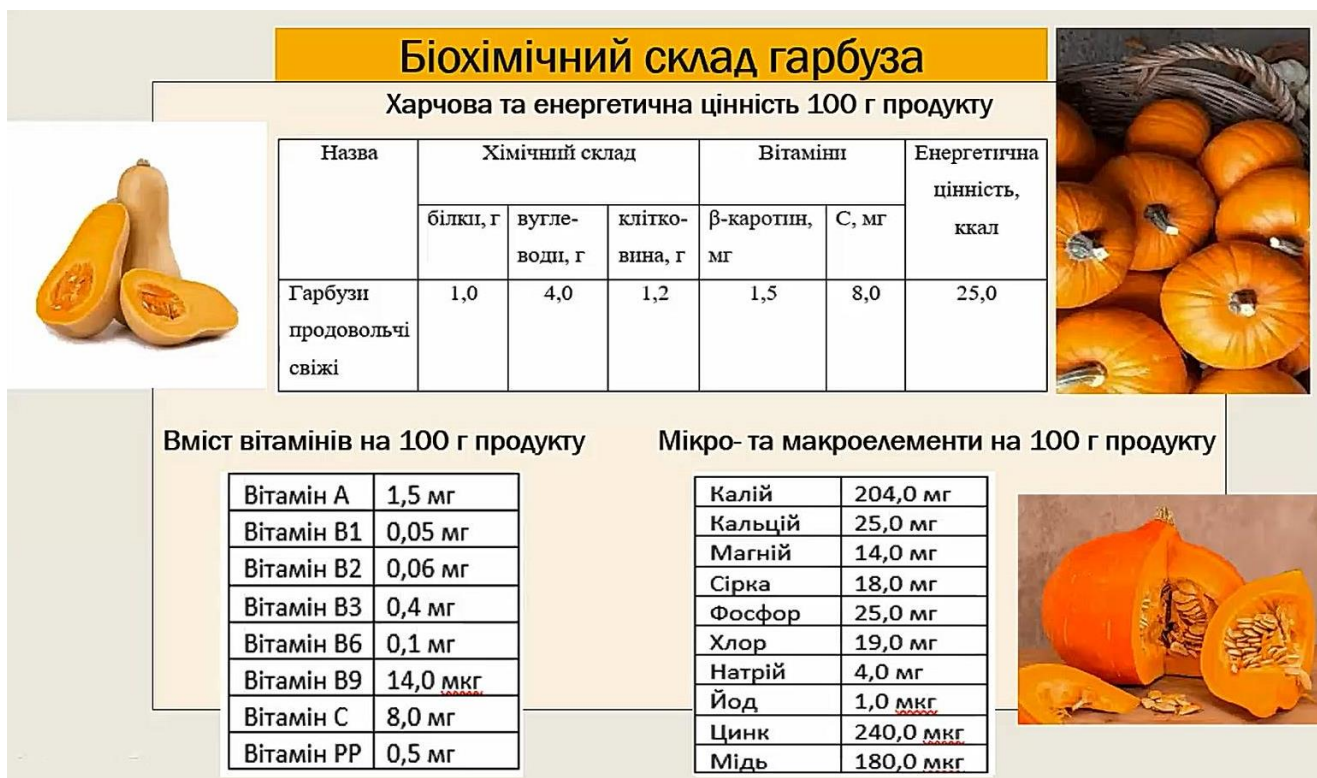 Біохімічний склад гарбуза
Харчова та енергетична цінність 100 г продукту
Назва Хімічний склад Вітаміни Енергетична
цінність,
ккал
білки, г вугле- клітко- β-каротин, С, мг
води, г вина, г мг
Гарбузи 1,0 4,0 1,2 1,5 8,0 25,0
продовольчі
свіжі
Вміст вітамінів на 100 г продукту
Вітамін А 1,5 мг
Вітамін В1 0,05 мг
Вітамін В2 0,06 мг
Вітамін В3 0,4 мг
Вітамін В6 0,1 мг
Вітамін В9 14,0 мкг
Вітамін С 8,0 мг
Вітамін РР 0,5 мг
Мікро- та макроелементи на 100 г продукту
Калій 204,0 мг
Кальцій 25,0 мг
Магній 14,0 мг
Сірка 18,0 мг
Фосфор 25,0 мг
Хлор 19,0 мг
Натрій 4,0 мг
Йод 1,0 мкг
Цинк 240,0 мкг
Мідь 180,0 мкг